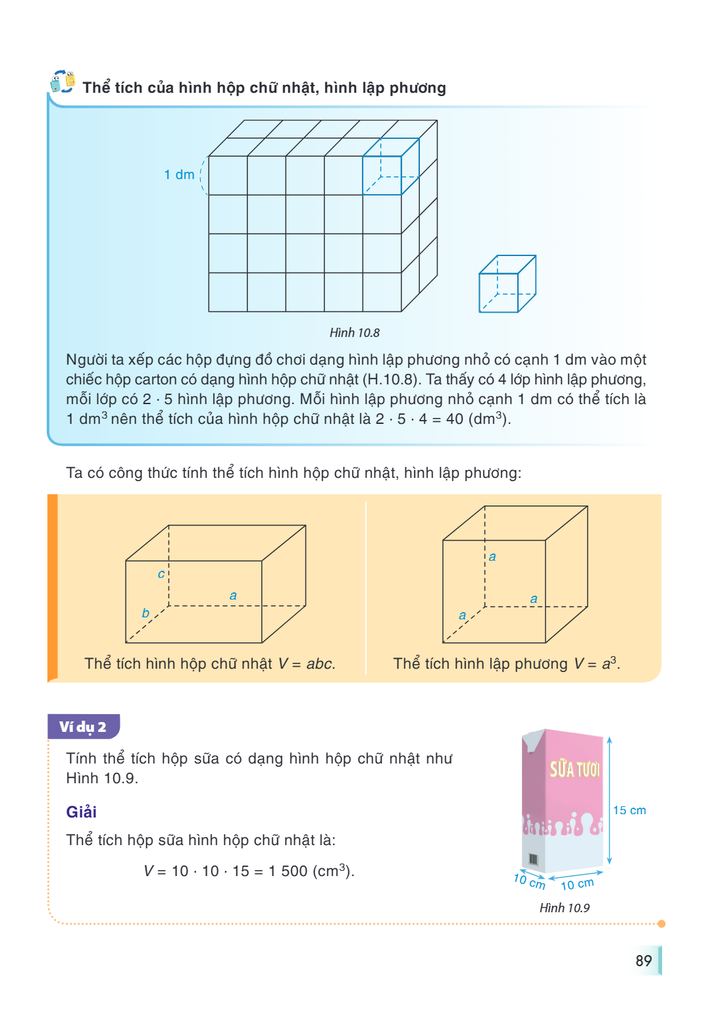 Thể tích của hình hộp chữ nhật, hình lập phương
1 dm
Hình 10.8
Người ta xếp các hộp đựng đồ chơi dạng hình lập phương nhỏ có cạnh 1 dm vào một
chiếc hộp carton có dạng hình hộp chữ nhật (H.10.8). Ta thấy có 4 lớp hình lập phương,
mỗi lớp có 2 · 5 hình lập phương. Mỗi hình lập phương nhỏ cạnh 1 dm có thể tích là
1 dm³ nên thể tích của hình hộp chữ nhật là 2 · 5 · 4 = 40 (dm³).
Ta có công thức tính thể tích hình hộp chữ nhật, hình lập phương:
c
a
b
Thể tích hình hộp chữ nhật V = abc.
a
a
a
Thể tích hình lập phương V = a³.
Ví dụ 2
Tính thể tích hộp sữa có dạng hình hộp chữ nhật như
Hình 10.9.
Giải
Thể tích hộp sữa hình hộp chữ nhật là:
V = 10 · 10 · 15 = 1 500 (cm³).
SỮA TƯƠI
15 cm
10 cm
10 cm
Hình 10.9
89